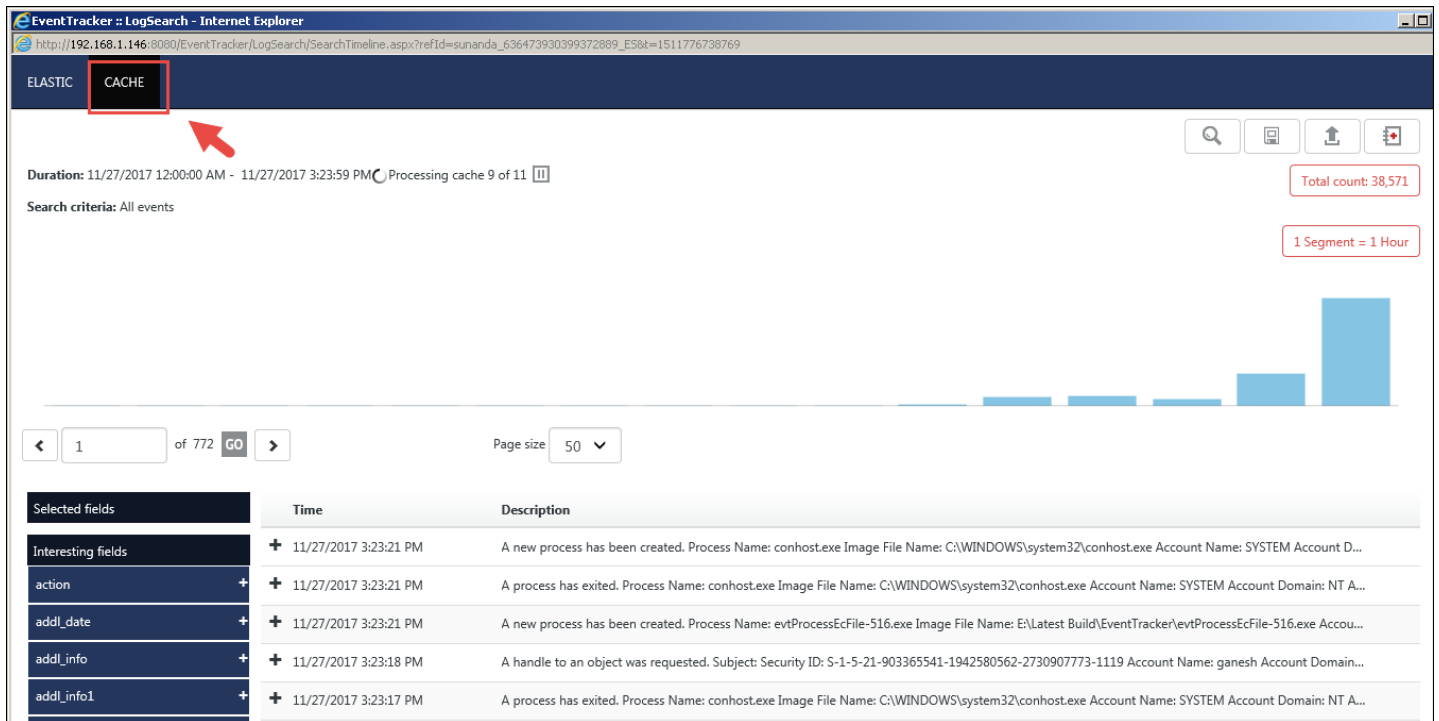 EventTracker :: LogSearch - Internet Explorer
http://192.168.1.146:8080/EventTracker/LogSearch/SearchTimeline.aspx?refId=sunanda_636473930399372889_ES&t=1511776738769
ELASTIC CACHE
Duration: 11/27/2017 12:00:00 AM - 11/27/2017 3:23:59 PM Processing cache 9 of 11
Total count: 38,571
Search criteria: All events
1 Segment = 1 Hour
1 of 772 GO Page size 50
Selected fields
Time Description
Interesting fields
11/27/2017 3:23:21 PM A new process has been created. Process Name: conhost.exe Image File Name: C:\WINDOWS\system32\conhost.exe Account Name: SYSTEM Account D...
action +
11/27/2017 3:23:21 PM A process has exited. Process Name: conhost.exe Image File Name: C:\WINDOWS\system32\conhost.exe Account Name: SYSTEM Account Domain: NT A...
addl_date +
11/27/2017 3:23:21 PM A new process has been created. Process Name: evtProcessEcFile-516.exe Image File Name: E:\Latest Build\EventTracker\evtProcessEcFile-516.exe Accou...
addl_info +
11/27/2017 3:23:18 PM A handle to an object was requested. Subject: Security ID: S-1-5-21-903365541-1942580562-2730907773-1119 Account Name: ganesh Account Domain...
addl_info1 +
11/27/2017 3:23:17 PM A process has exited. Process Name: conhost.exe Image File Name: C:\WINDOWS\system32\conhost.exe Account Name: SYSTEM Account Domain: NT A...